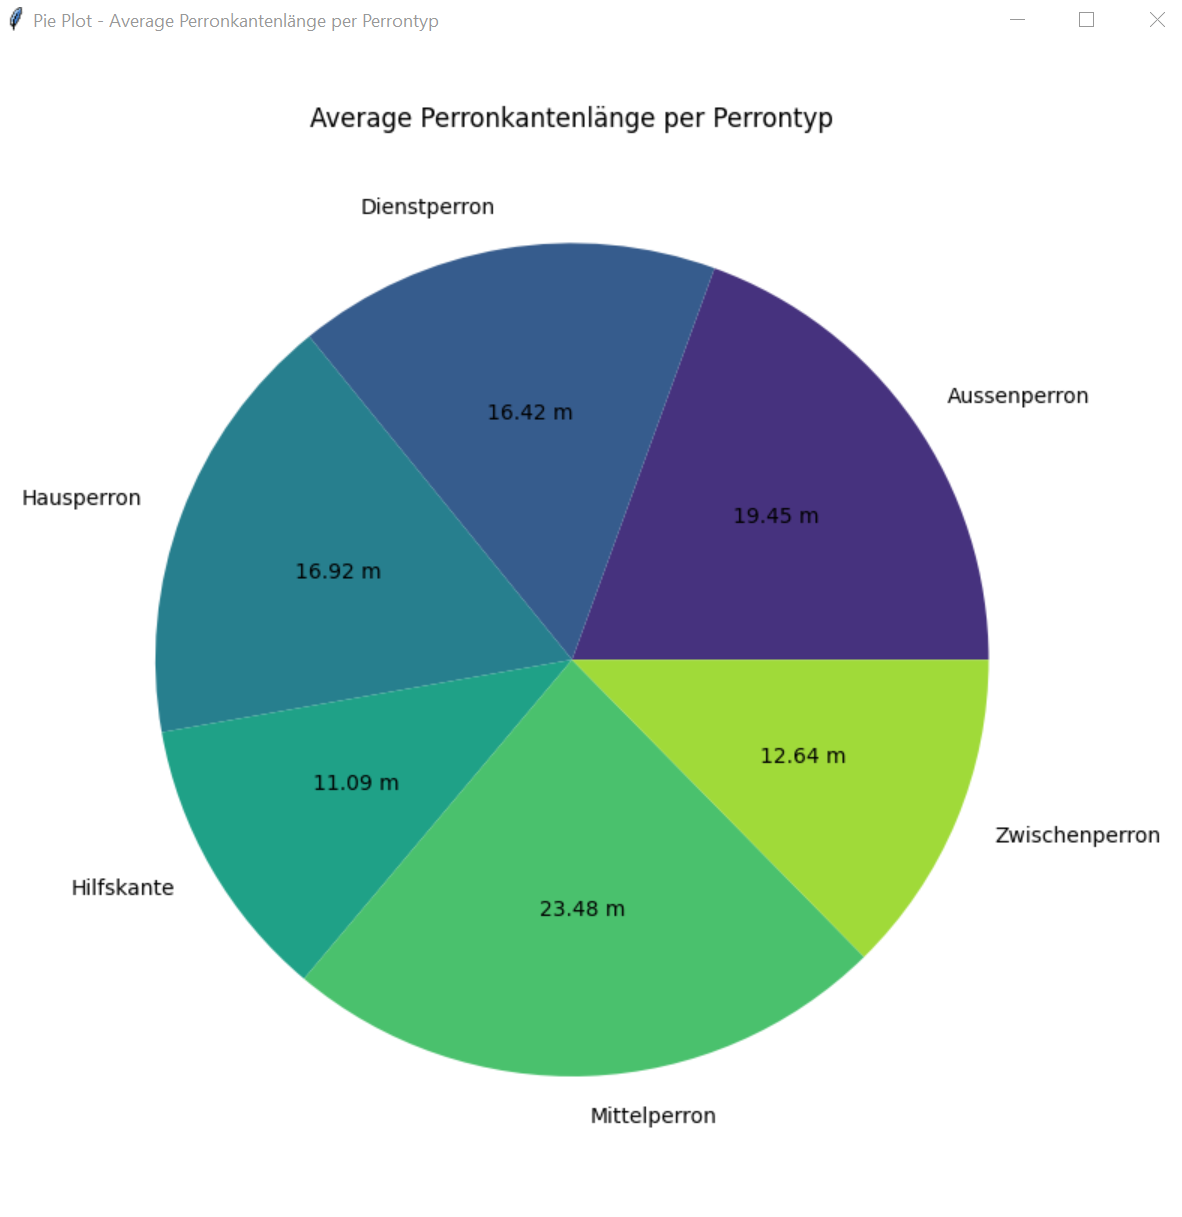 Pie Plot - Average Perronkantenlänge per Perrontyp
Average Perronkantenlänge per Perrontyp
Dienstperron
Aussenperron
16.42 m
Hausperron
19.45 m
16.92 m
12.64 m
11.09 m
Zwischenperron
Hilfskante
23.48 m
Mittelperron